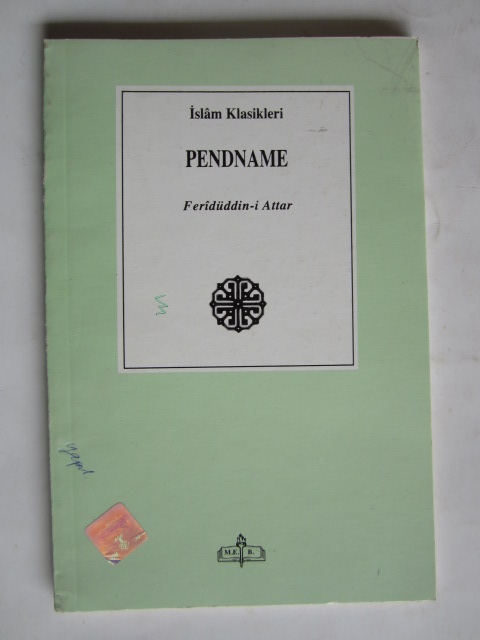 İslâm Klasikleri
PENDNAME
Ferîdüddin-i Attar
M.E. B.